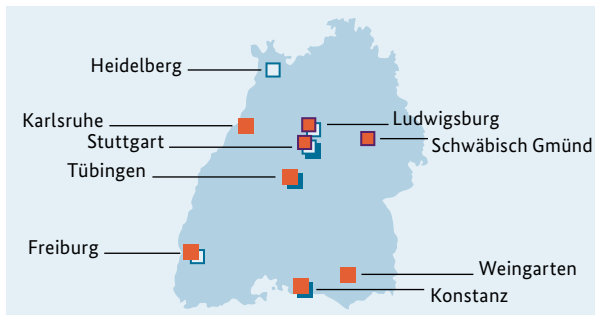 Heidelberg
Karlsruhe
Ludwigsburg
Stuttgart
Schwäbisch Gmünd
Tübingen
Freiburg
Weingarten
Konstanz